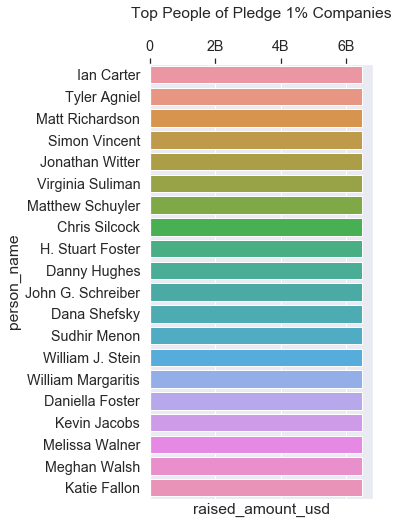 Top People of Pledge 1% Companies
0 2B 4B 6B
Ian Carter
Tyler Agniel
Matt Richardson
Simon Vincent
Jonathan Witter
Virginia Suliman
Matthew Schuyler
Chris Silcock
H. Stuart Foster
Danny Hughes
John G. Schreiber
Dana Shefsky
Sudhir Menon
William J. Stein
William Margaritis
Daniella Foster
Kevin Jacobs
Melissa Walner
Meghan Walsh
Katie Fallon
person_name
raised_amount_usd